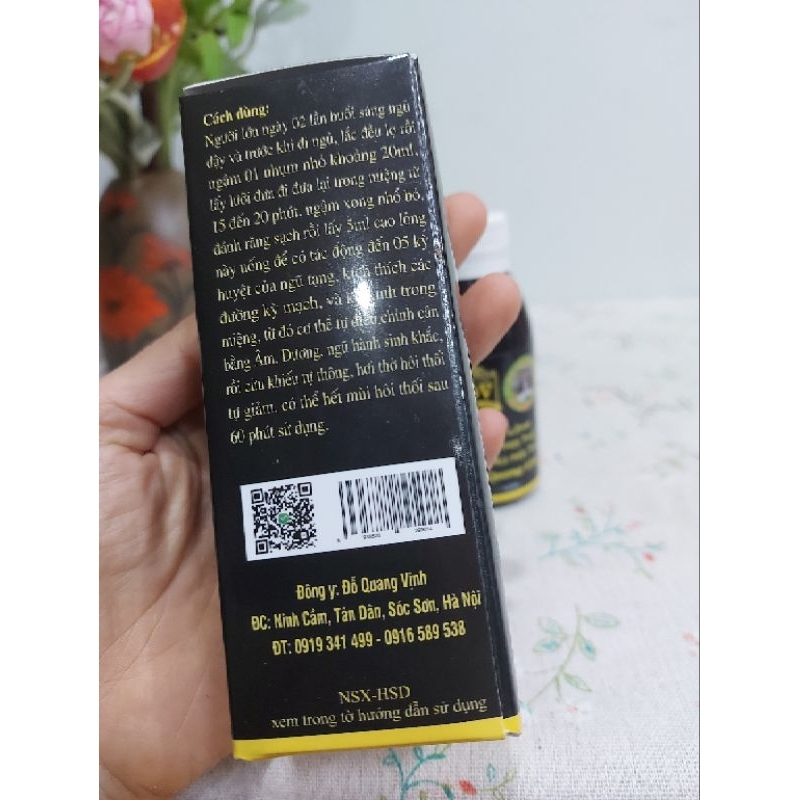 Cách dùng:
Người lớn ngày 02 lần buổi sáng ngủ
dậy và trước khi đi ngủ, lắc đều lọ rồi
ngậm 01 nhụm nhỏ khoảng 20ml,
lấy lưỡi đưa đi đưa lại trong miệng từ
15 đến 20 phút, ngậm xong nhổ bỏ,
đánh răng sạch rồi lấy 5ml cao lỏng
này uống để có tác động đến 05 kỳ
huyệt của ngũ tạng, kích thích các
đường kỳ mạch, và trong
miệng, từ đó có thể tự điều chỉnh cân
bằng Âm, Dương, ngũ hành sinh khắc,
rồi cửu khiếu tự thông, hơi thở hôi thối
tự giảm, có thể hết mùi hôi thối sau
60 phút sử dụng.
Đông y: Đỗ Quang Vịnh
ĐC: Ninh Cầm, Tân Dân, Sóc Sơn, Hà Nội
ĐT: 0919 341 499 - 0916 589 538
NSX-HSD
xem trong tờ hướng dẫn sử dụng